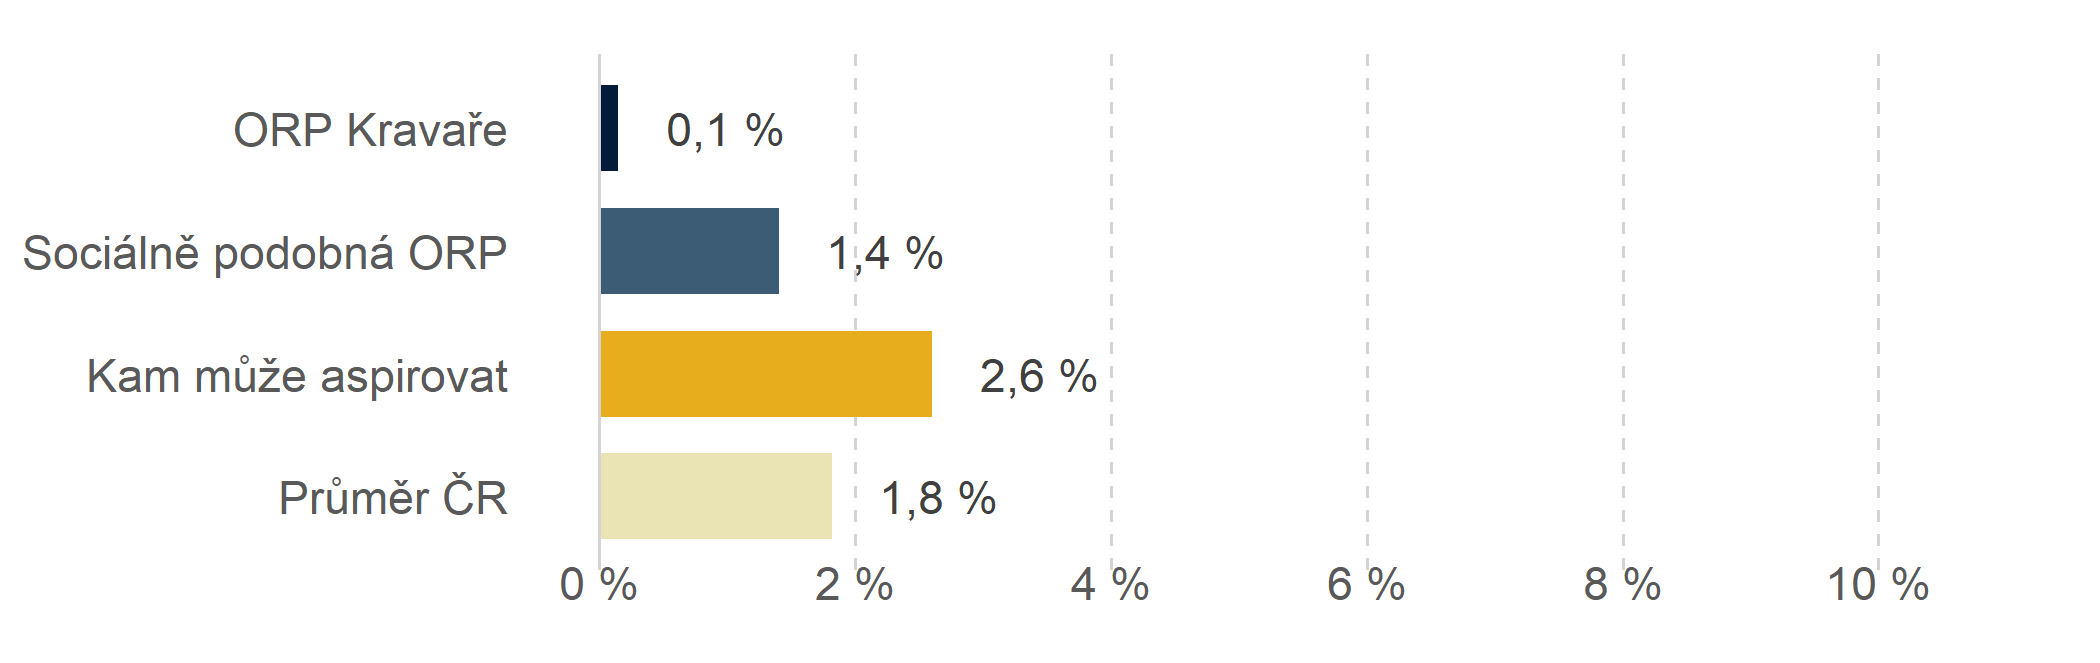 ORP Kravaře 0,1 %
Sociálně podobná ORP 1,4 %
Kam může aspirovat 2,6 %
Průměr ČR 1,8 %
0 % 2 % 4 % 6 % 8 % 10 %